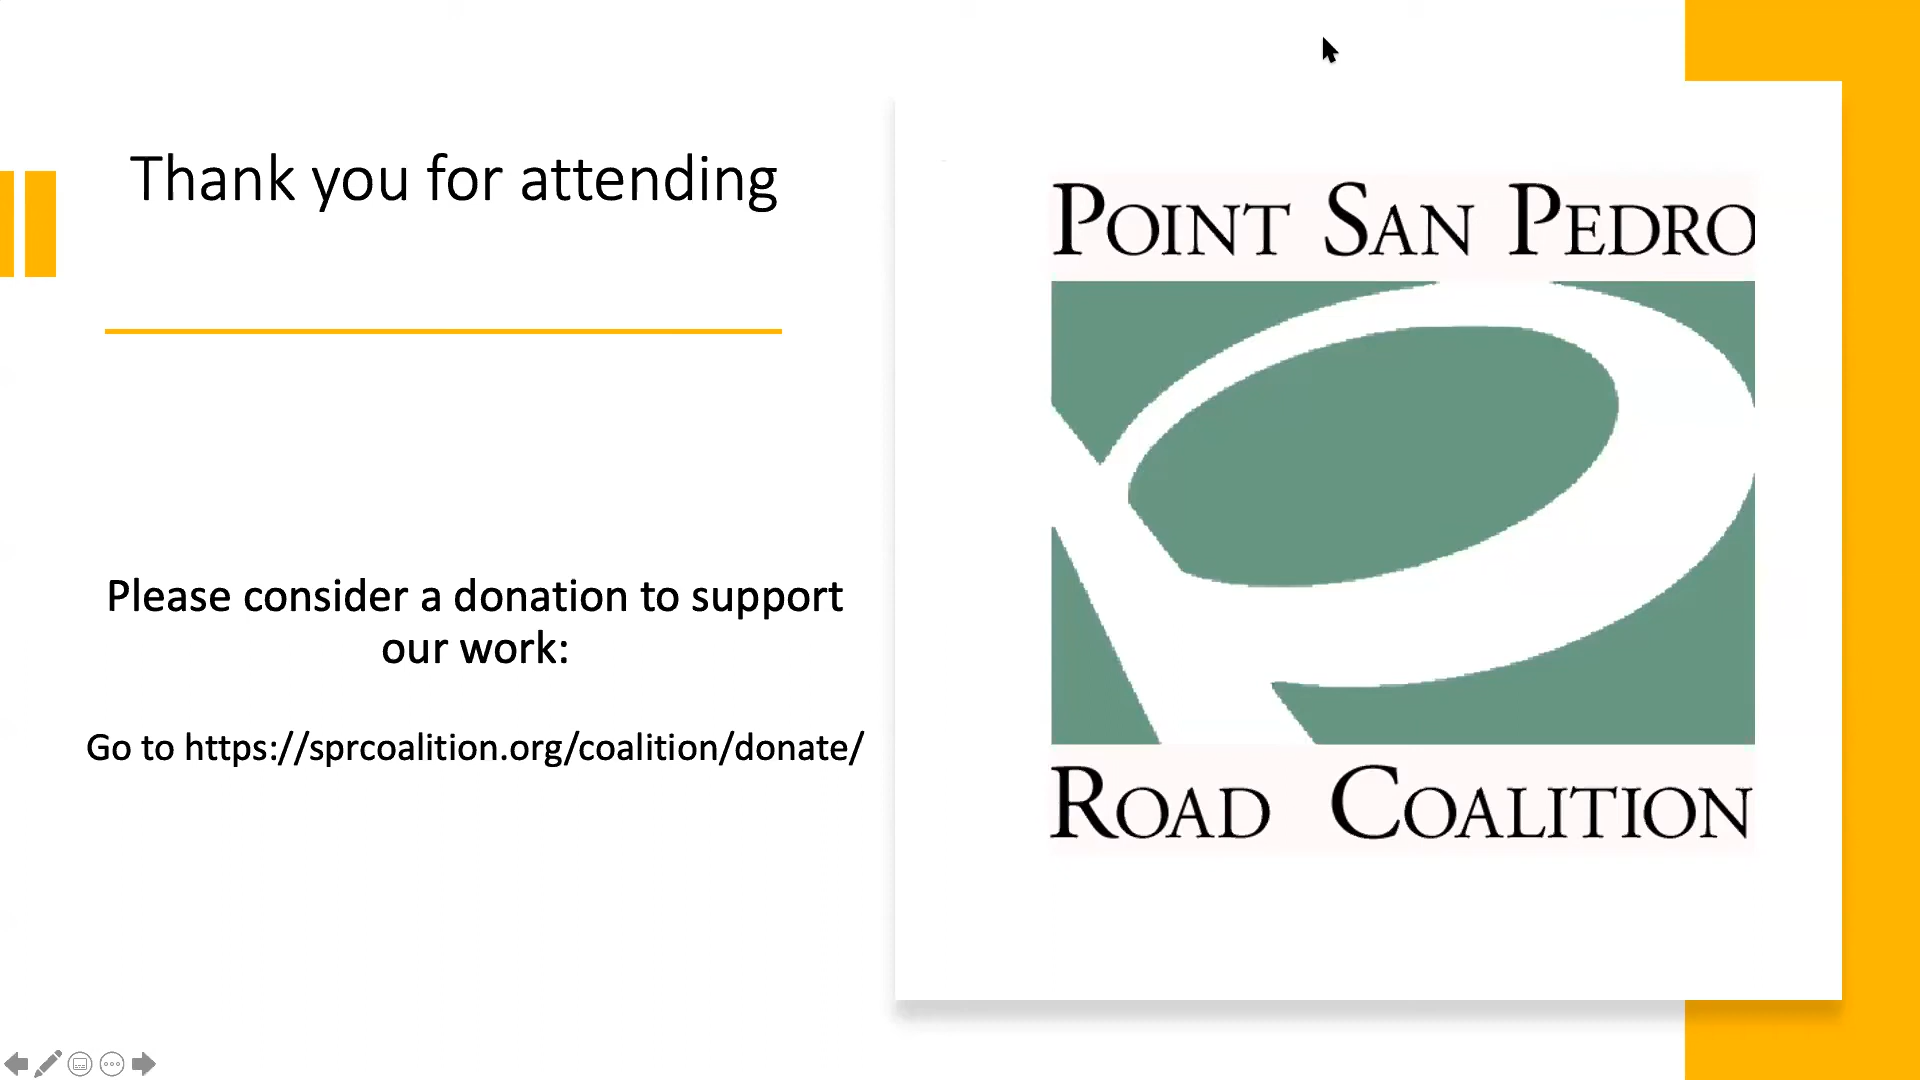 Thank you for attending
Please consider a donation to support
our work:
Go to https://sprcoalition.org/coalition/donate/
POINT SAN PEDRO
ROAD COALITION